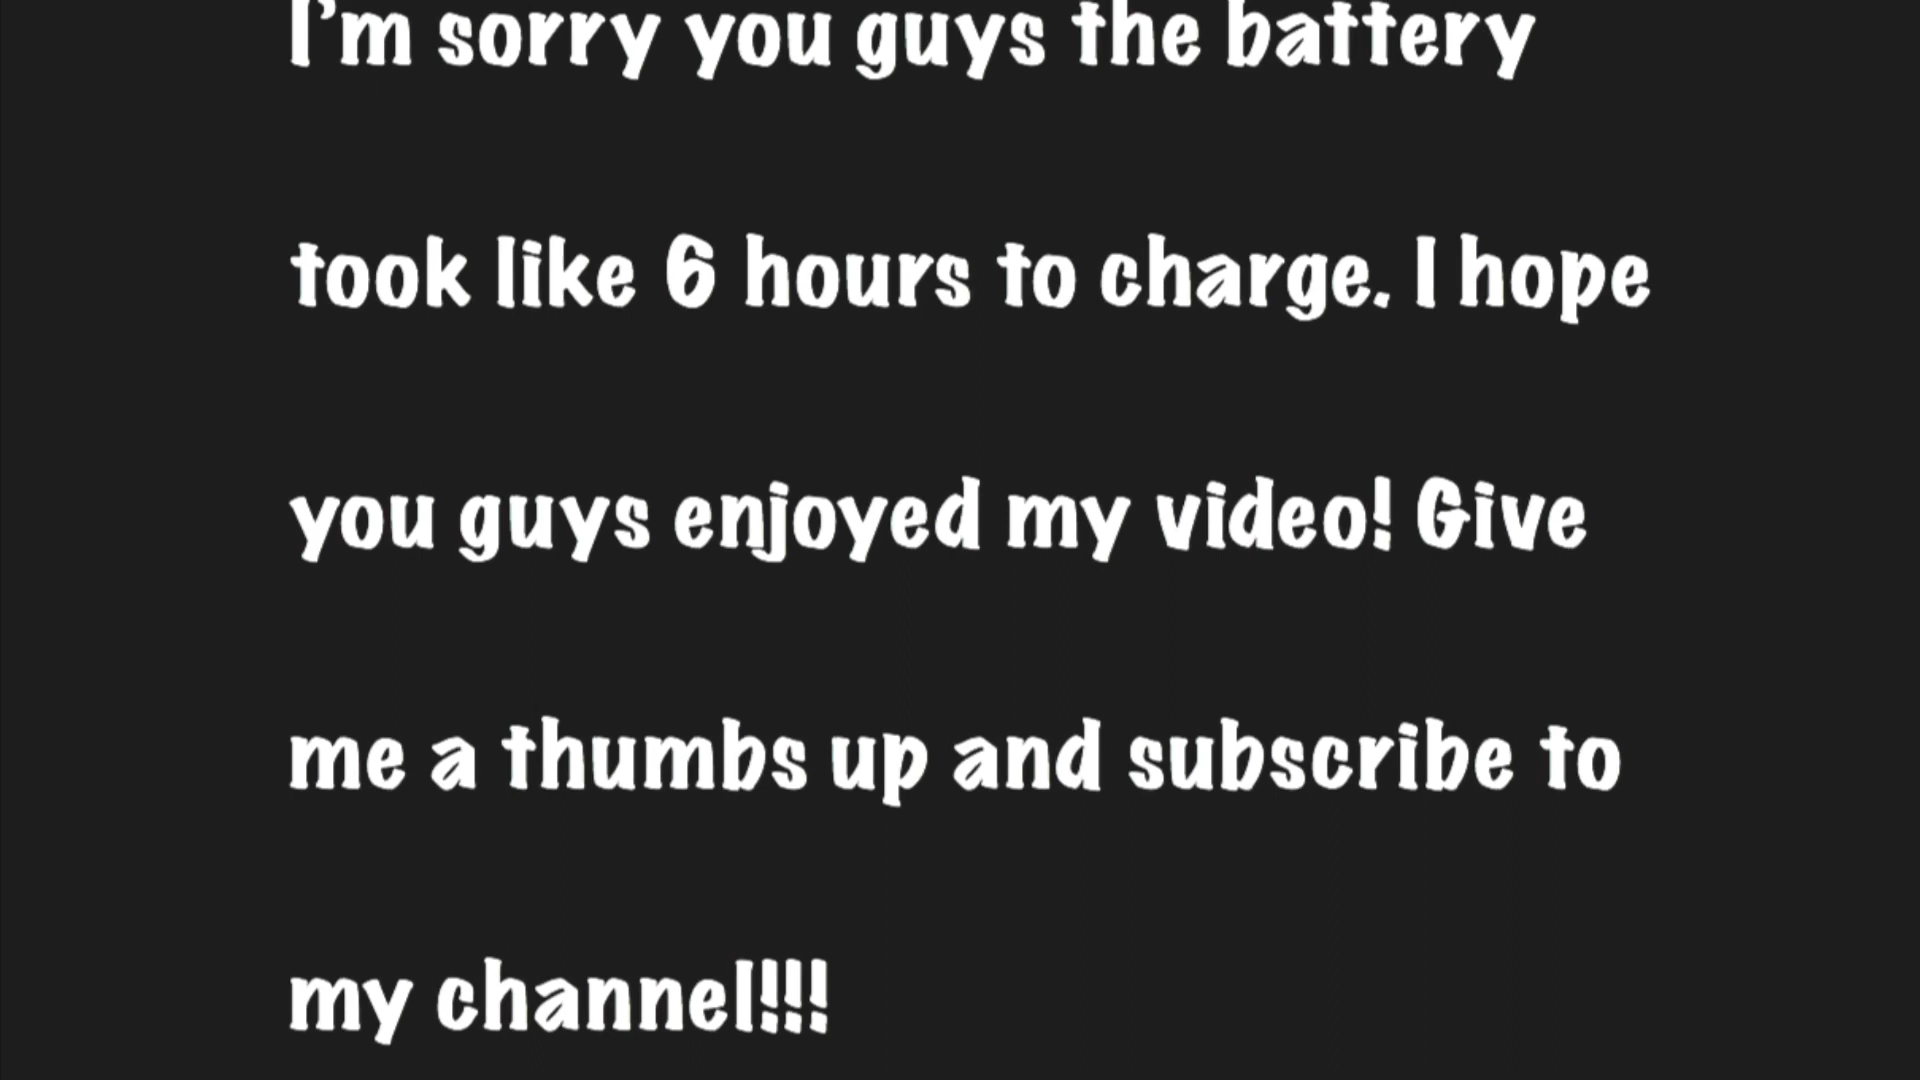 I'm sorry you guys the battery
took like 6 hours to charge. I hope
you guys enjoyed my video! Give
me a thumbs up and subscribe to
my channel!!!